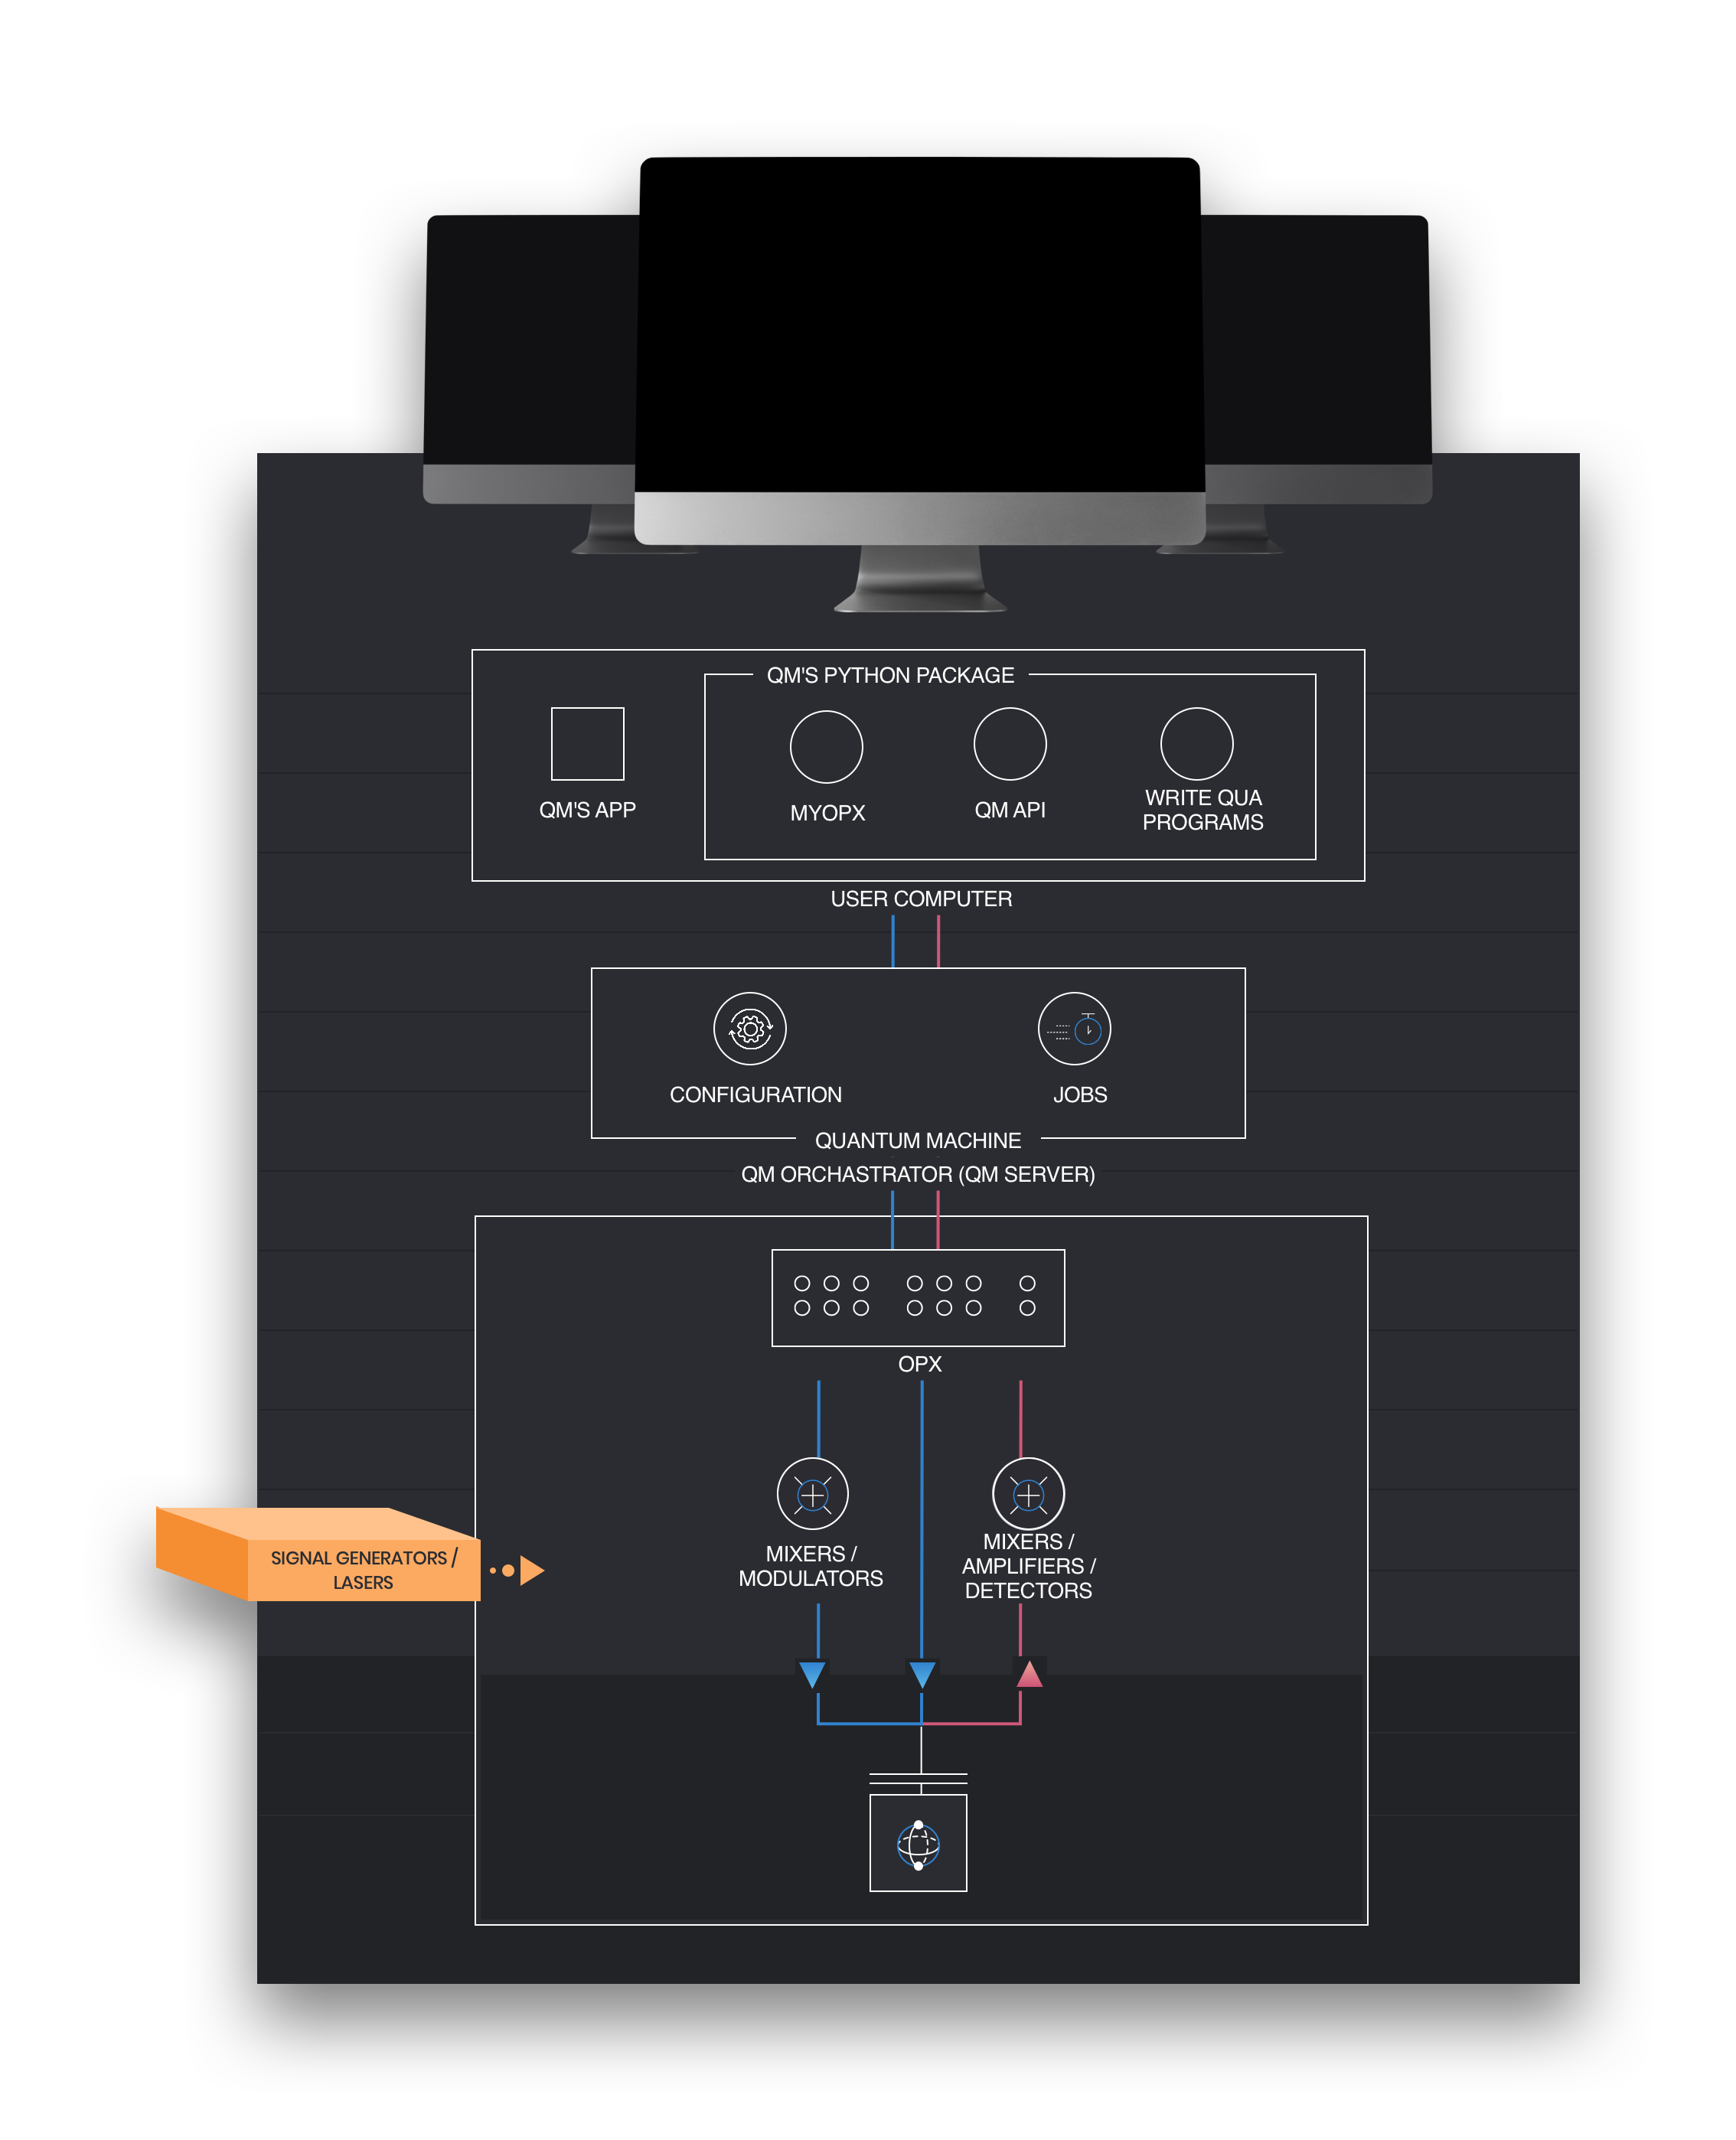 QM'S PYTHON PACKAGE
QM'S APP
MYOPX
QM API
WRITE QUA
PROGRAMS
USER COMPUTER
CONFIGURATION
JOBS
QUANTUM MACHINE
QM ORCHASTRATOR (QM SERVER)
OPX
SIGNAL GENERATORS /
LASERS
MIXERS /
MODULATORS
MIXERS /
AMPLIFIERS /
DETECTORS